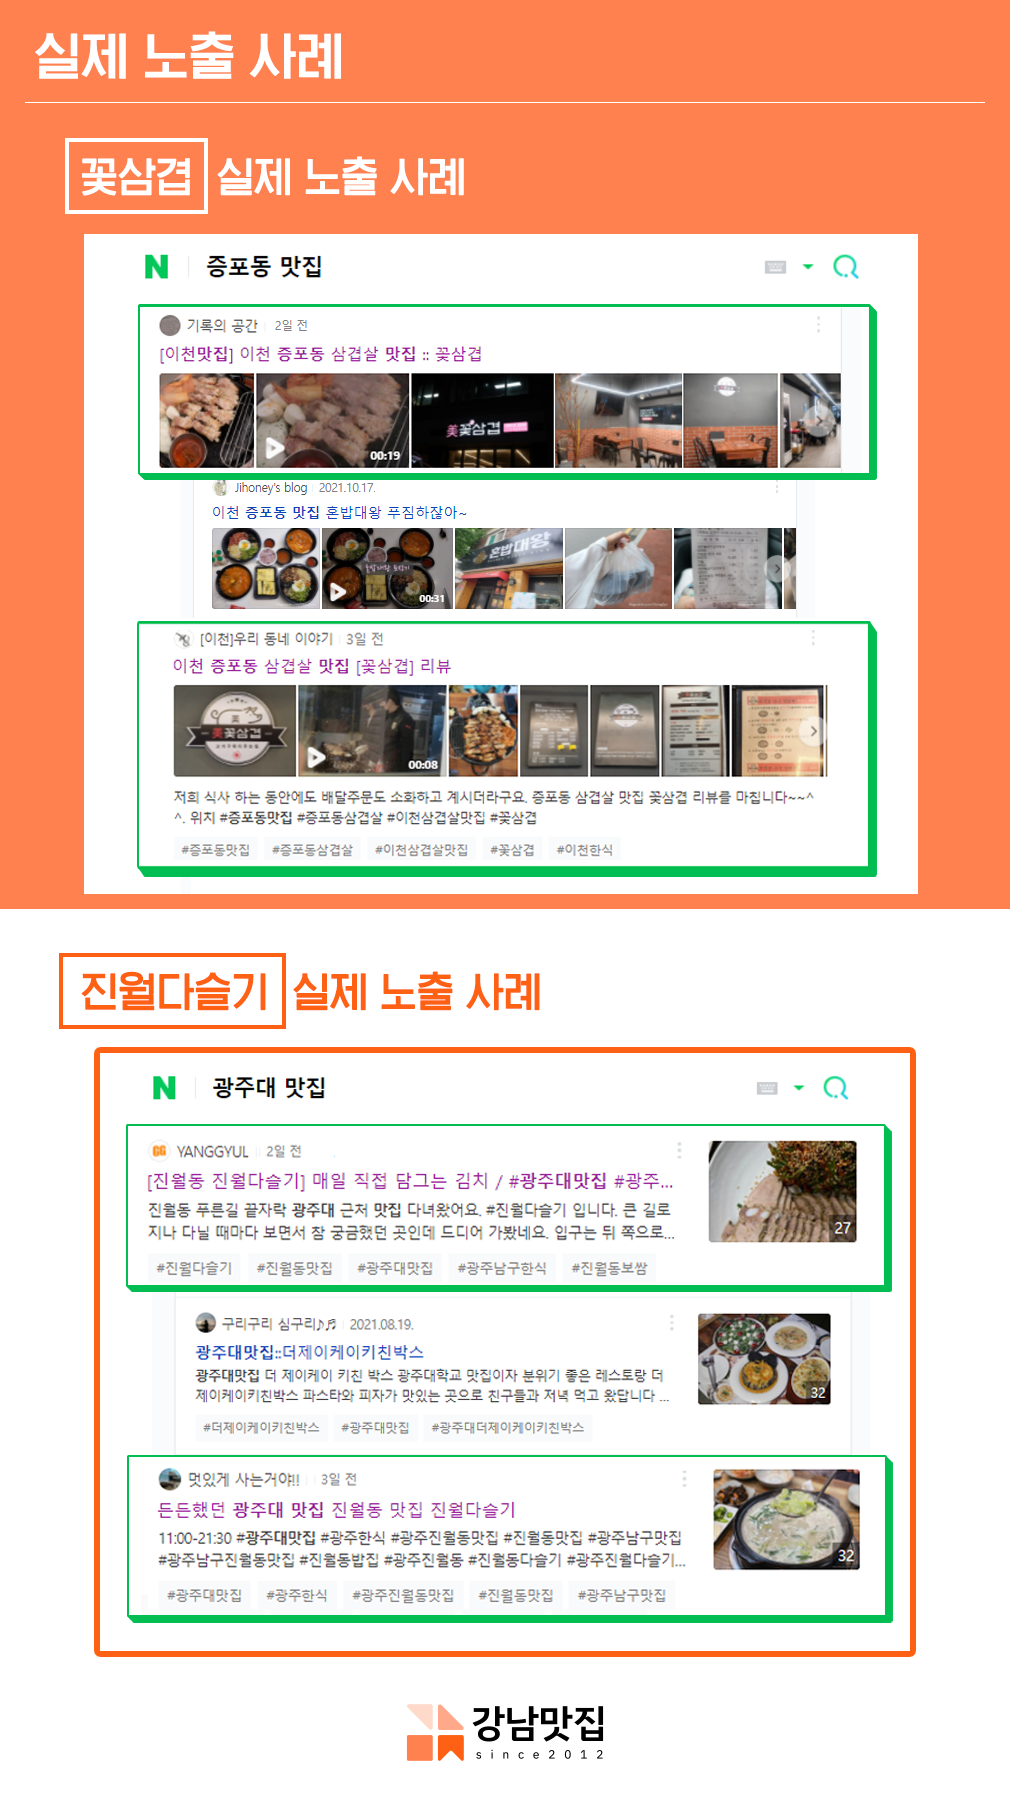 실제 노출 사례
꽃삼겹 실제 노출 사례
N 증포동 맛집
기록의 공간 2일 전
[이천맛집] 이천 증포동 삼겹살 맛집 :: 꽃삼겹
美꽃삼겹
00:19
Jihoney's blog 2021.10.17.
이천 증포동 맛집 혼밥대왕 푸짐하잖아~
혼밥대왕
00:31
[이천]우리 동네 이야기 3일 전
이천 증포동 삼겹살 맛집 [꽃삼겹] 리뷰
美꽃삼겹
00:08
저희 식사 하는 동안에도 배달주문도 소화하고 계시더라구요. 증포동 삼겹살 맛집 꽃삼겹 리뷰를 마칩니다~~^
^. 위치 #증포동맛집 #증포동삼겹살 #이천삼겹살맛집 #꽃삼겹
#증포동맛집 #증포동삼겹살 #이천삼겹살맛집 #꽃삼겹 #이천한식
진월다슬기 실제 노출 사례
N 광주대 맛집
GG YANGGYUL 2일 전
[진월동 진월다슬기] 매일 직접 담그는 김치 / #광주대맛집 #광주...
진월동 푸른길 끝자락 광주대 근처 맛집 다녀왔어요. #진월다슬기 입니다. 큰 길로
지나 다닐 때마다 보면서 참 궁금했던 곳인데 드디어 가봤네요. 입구는 뒤 쪽으로...
27
#진월다슬기 #진월동맛집 #광주대맛집 #광주남구한식 #진월동보쌈
구리구리 심구리♪♬ 2021.08.19.
광주대맛집::더제이케이키친박스
광주대맛집 더 제이케이 키친 박스 광주대학교 맛집이자 분위기 좋은 레스토랑 더
제이케이키친박스 파스타와 피자가 맛있는 곳으로 친구들과 저녁 먹고 왔답니다 ...
32
#더제이케이키친박스 #광주대맛집 #광주대더제이케이키친박스
멋있게 사는거야!! 3일 전
든든했던 광주대 맛집 진월동 맛집 진월다슬기
11:00-21:30 #광주대맛집 #광주한식 #광주진월동맛집 #진월동맛집 #광주남구맛집
#광주남구진월동맛집 #진월동밥집 #광주진월동 #진월동다슬기 #광주진월다슬기...
32
#광주대맛집 #광주한식 #광주진월동맛집 #진월동맛집 #광주남구맛집
강남맛집
since2012